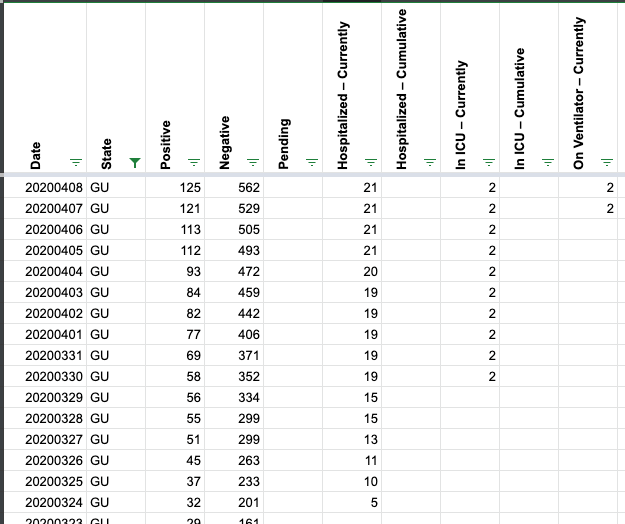 Date State Positive Negative Pending Hospitalized – Currently Hospitalized – Cumulative In ICU – Currently In ICU – Cumulative On Ventilator – Currently
20200408 GU 125 562 21 2 2
20200407 GU 121 529 21 2 2
20200406 GU 113 505 21 2
20200405 GU 112 493 21 2
20200404 GU 93 472 20 2
20200403 GU 84 459 19 2
20200402 GU 82 442 19 2
20200401 GU 77 406 19 2
20200331 GU 69 371 19 2
20200330 GU 58 352 19 2
20200329 GU 56 334 15
20200328 GU 55 299 15
20200327 GU 51 299 13
20200326 GU 45 263 11
20200325 GU 37 233 10
20200324 GU 32 201 5
20200323 GU 29 161